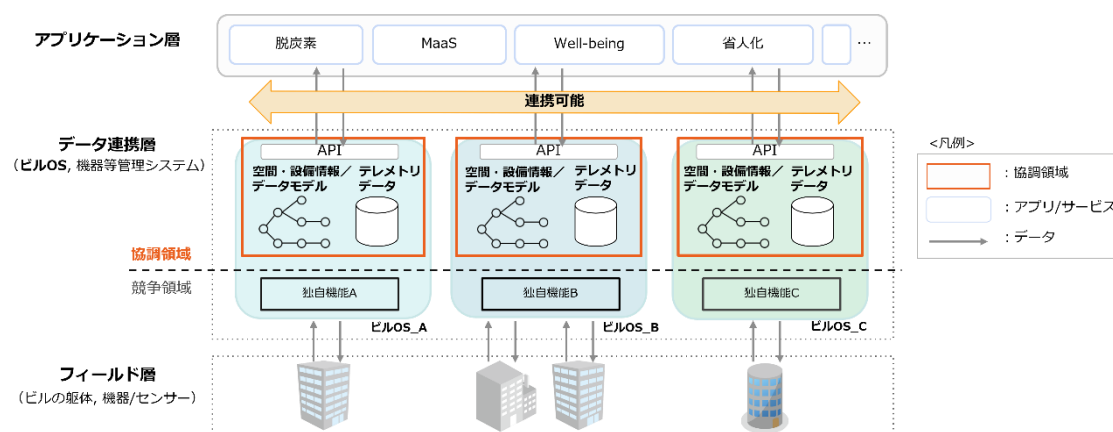 アプリケーション層
脱炭素
MaaS
Well-being
省人化
…
連携可能
データ連携層
（ビルOS, 機器等管理システム）
API
空間・設備情報／
データモデル
テレメトリ
データ
API
空間・設備情報／
データモデル
テレメトリ
データ
API
空間・設備情報／
データモデル
テレメトリ
データ
<凡例>
：協調領域
：アプリ/サービス
：データ
協調領域
競争領域
独自機能A
独自機能B
独自機能C
ビルOS_A
ビルOS_B
ビルOS_C
フィールド層
（ビルの躯体, 機器/センサー）